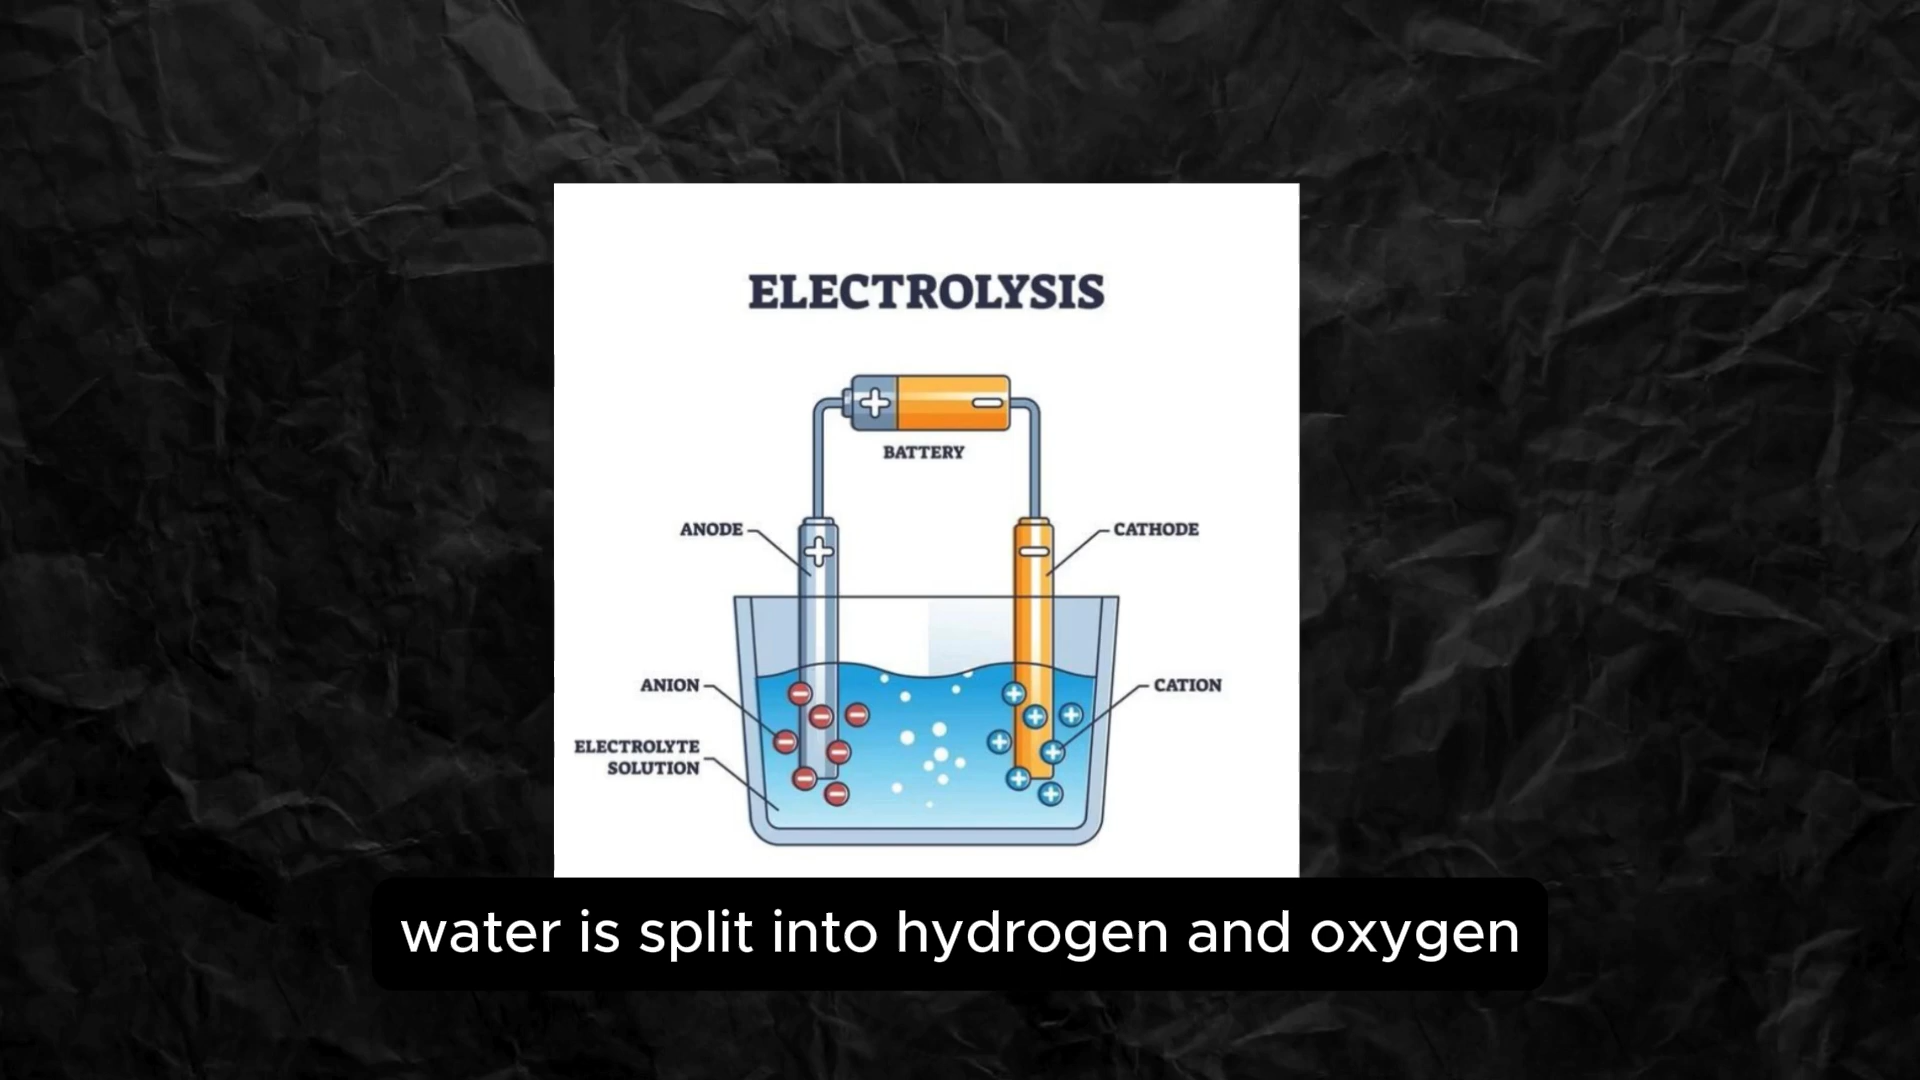 ELECTROLYSIS
+ −
BATTERY
ANODE
CATHODE
+ −
ANION
CATION
ELECTROLYTE
SOLUTION
water is split into hydrogen and oxygen